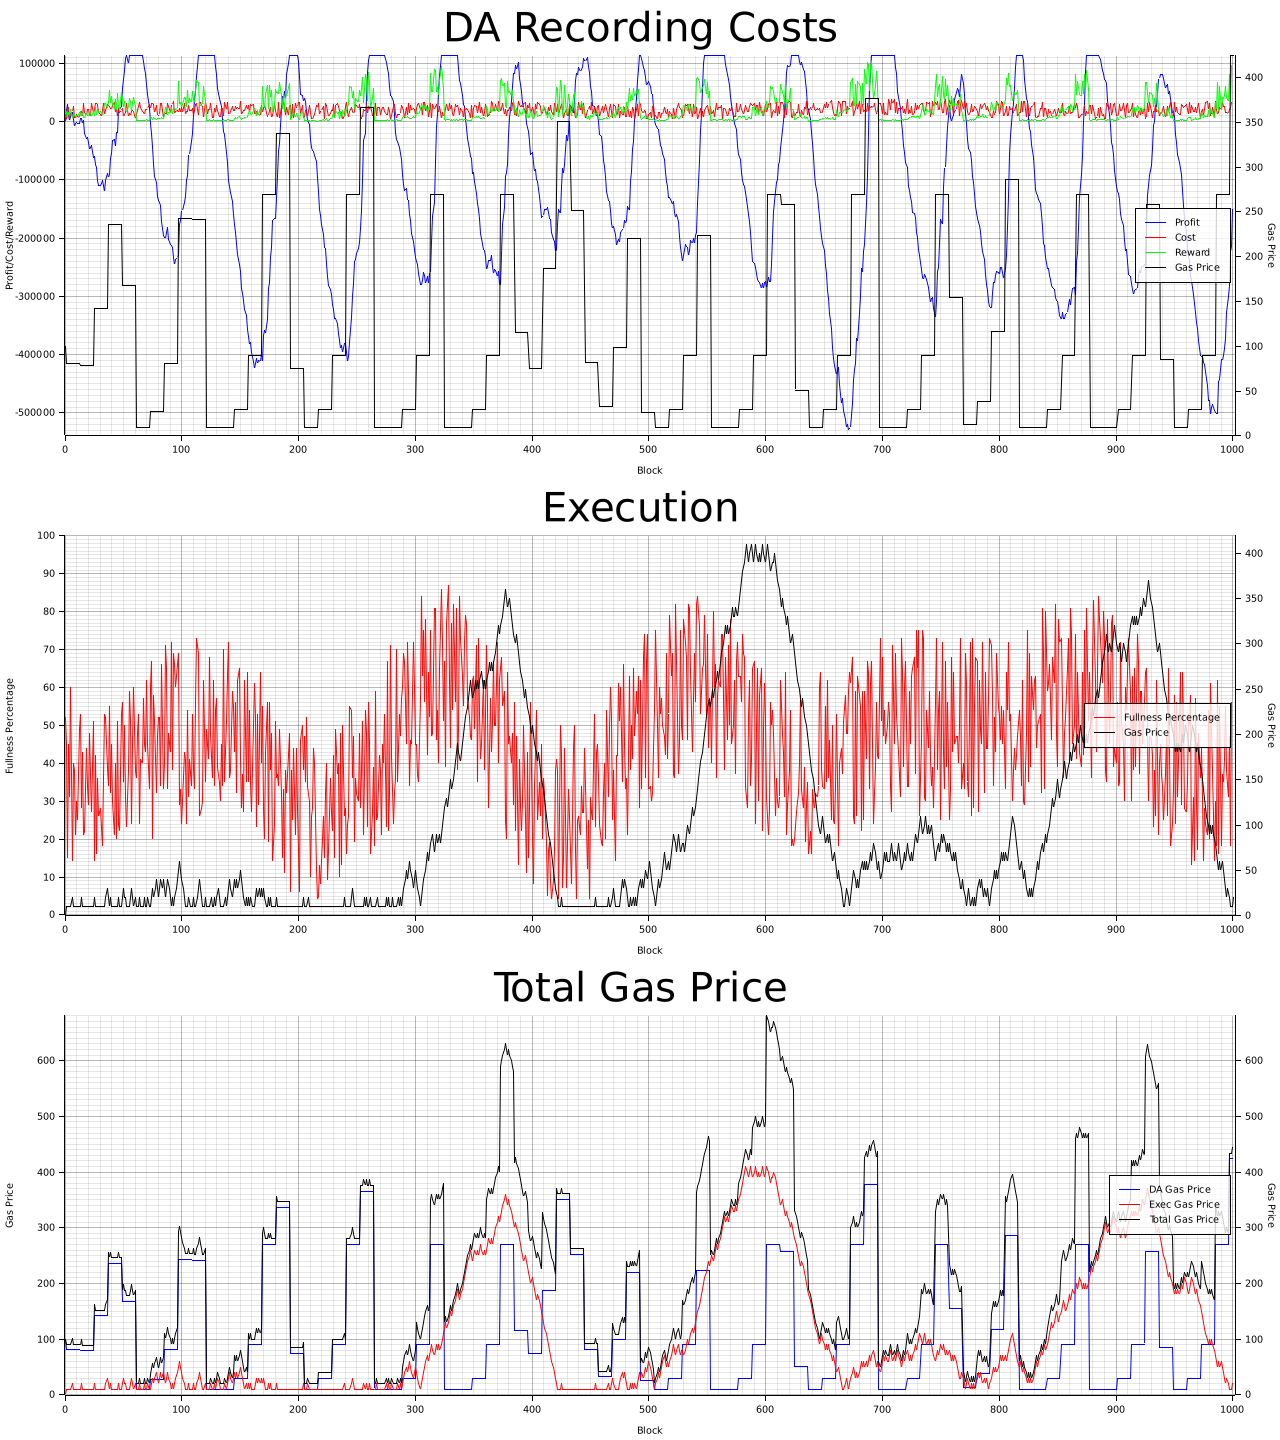 DA Recording Costs
100000
0
-100000
-200000
-300000
-400000
-500000
Profit/Cost/Reward
400
350
300
250
200
150
100
50
0
Gas Price
Profit
Cost
Reward
Gas Price
0 100 200 300 400 500 600 700 800 900 1000
Block
Execution
100
90
80
70
60
50
40
30
20
10
0
Fullness Percentage
400
350
300
250
200
150
100
50
0
Gas Price
Fullness Percentage
Gas Price
0 100 200 300 400 500 600 700 800 900 1000
Block
Total Gas Price
600
500
400
300
200
100
0
Gas Price
600
500
400
300
200
100
0
Gas Price
DA Gas Price
Exec Gas Price
Total Gas Price
0 100 200 300 400 500 600 700 800 900 1000
Block